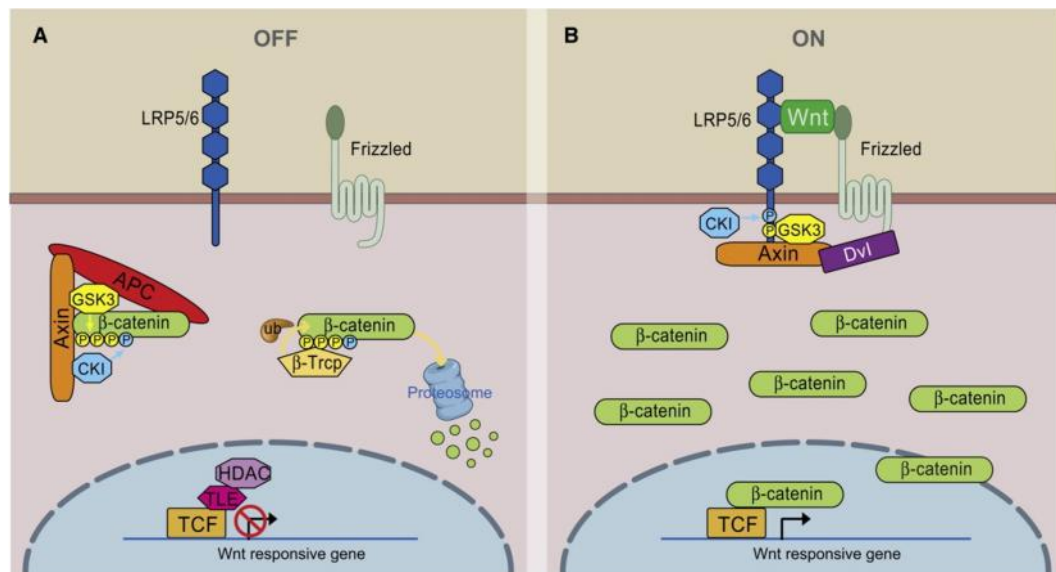 A
OFF
LRP5/6
Frizzled
APC
Axin
GSK3
β-catenin
P P P P
CKI
ub
β-catenin
P P P P
β-Trcp
Proteosome
HDAC
TLE
TCF
Wnt responsive gene
B
ON
LRP5/6
Wnt
Frizzled
CKI
P
P
GSK3
Axin
Dvl
β-catenin
β-catenin
β-catenin
β-catenin
β-catenin
β-catenin
β-catenin
TCF
Wnt responsive gene